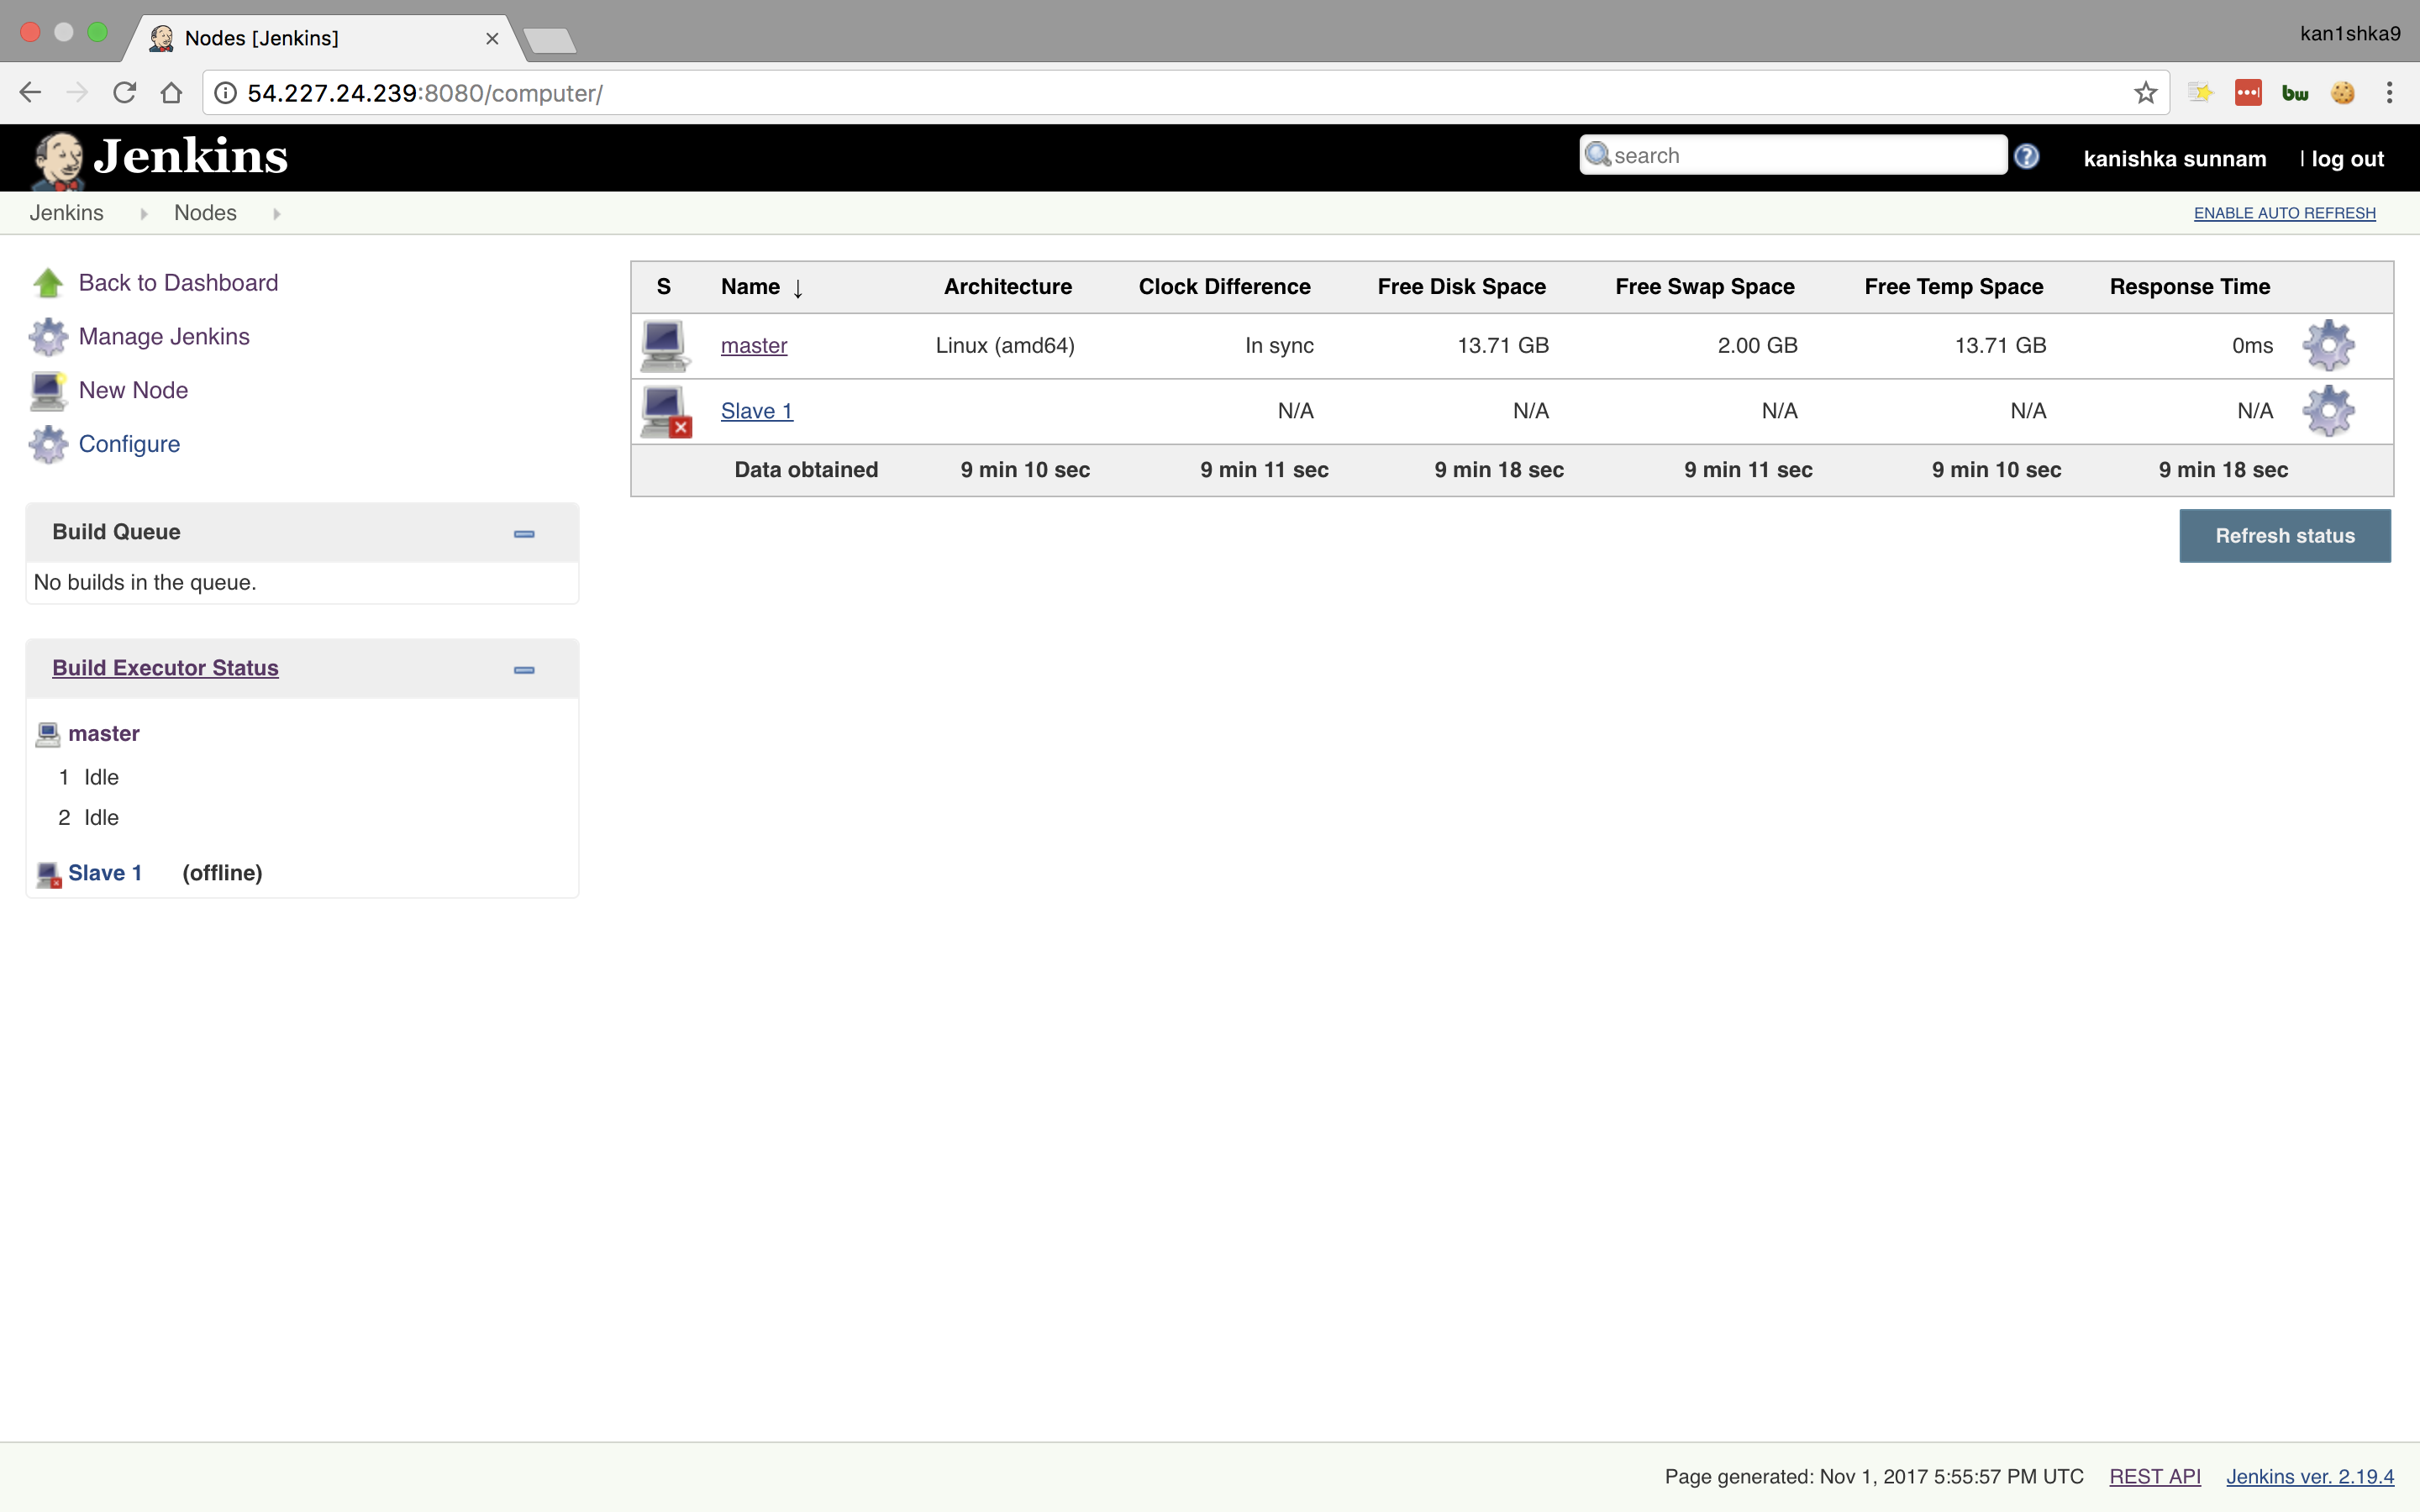 Nodes [Jenkins]
kan1shka9
54.227.24.239:8080/computer/
bw
Jenkins
search
kanishka sunnam | log out
Jenkins Nodes
ENABLE AUTO REFRESH
Back to Dashboard
Manage Jenkins
New Node
Configure
Build Queue
No builds in the queue.
Build Executor Status
master
1 Idle
2 Idle
Slave 1 (offline)
S Name ↓ Architecture Clock Difference Free Disk Space Free Swap Space Free Temp Space Response Time
master Linux (amd64) In sync 13.71 GB 2.00 GB 13.71 GB 0ms
Slave 1 N/A N/A N/A N/A N/A
Data obtained 9 min 10 sec 9 min 11 sec 9 min 18 sec 9 min 11 sec 9 min 10 sec 9 min 18 sec
Refresh status
Page generated: Nov 1, 2017 5:55:57 PM UTC REST API Jenkins ver. 2.19.4